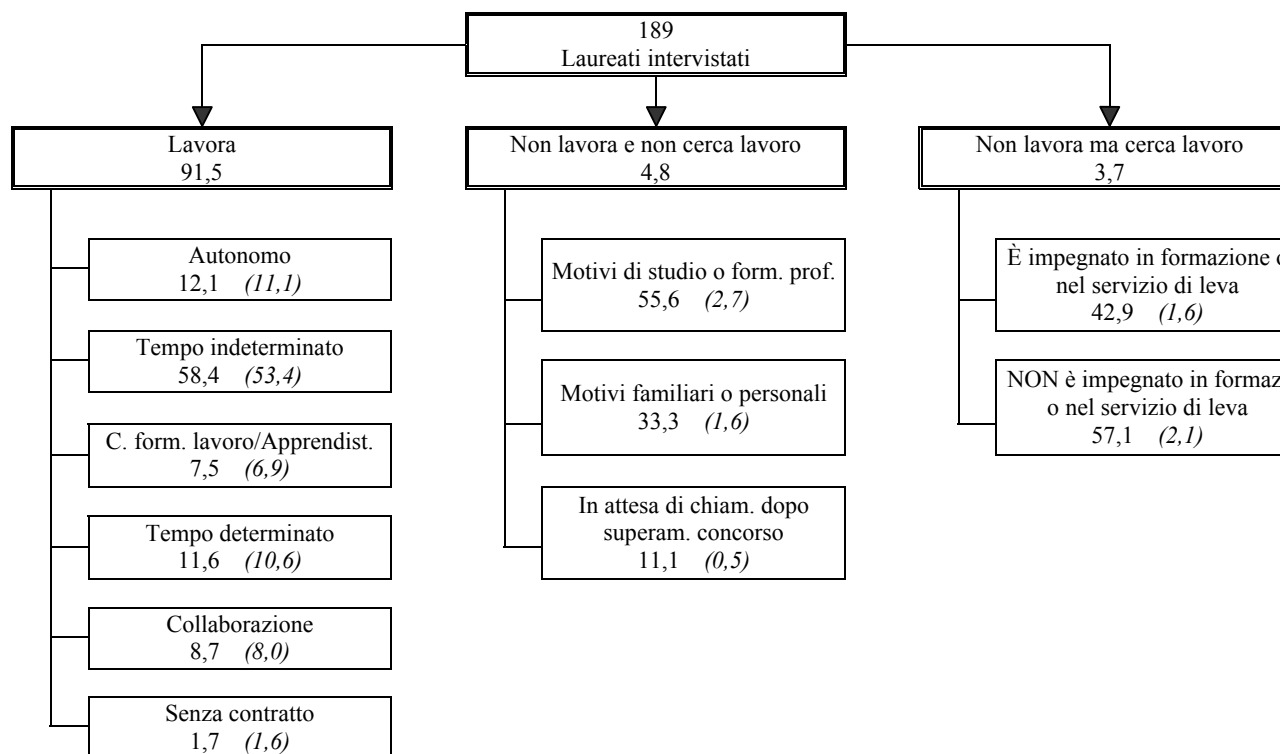 189
Laureati intervistati
Lavora
91,5
Autonomo
12,1 (11,1)
Tempo indeterminato
58,4 (53,4)
C. form. lavoro/Apprendist.
7,5 (6,9)
Tempo determinato
11,6 (10,6)
Collaborazione
8,7 (8,0)
Senza contratto
1,7 (1,6)
Non lavora e non cerca lavoro
4,8
Motivi di studio o form. prof.
55,6 (2,7)
Motivi familiari o personali
33,3 (1,6)
In attesa di chiam. dopo
superam. concorso
11,1 (0,5)
Non lavora ma cerca lavoro
3,7
È impegnato in formazione o
nel servizio di leva
42,9 (1,6)
NON è impegnato in formaz
o nel servizio di leva
57,1 (2,1)